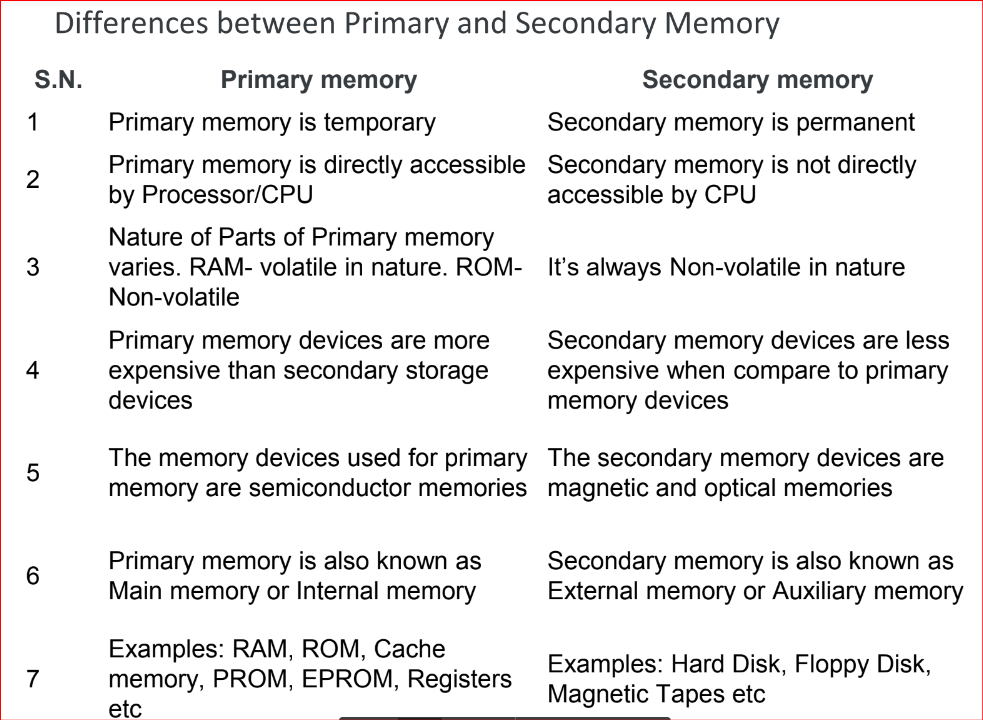 Differences between Primary and Secondary Memory
S.N. Primary memory Secondary memory
1 Primary memory is temporary Secondary memory is permanent
2 Primary memory is directly accessible
by Processor/CPU
Secondary memory is not directly
accessible by CPU
3 Nature of Parts of Primary memory
varies. RAM- volatile in nature. ROM-
Non-volatile
It’s always Non-volatile in nature
4 Primary memory devices are more
expensive than secondary storage
devices
Secondary memory devices are less
expensive when compare to primary
memory devices
5 The memory devices used for primary
memory are semiconductor memories
The secondary memory devices are
magnetic and optical memories
6 Primary memory is also known as
Main memory or Internal memory
Secondary memory is also known as
External memory or Auxiliary memory
7 Examples: RAM, ROM, Cache
memory, PROM, EPROM, Registers
etc
Examples: Hard Disk, Floppy Disk,
Magnetic Tapes etc